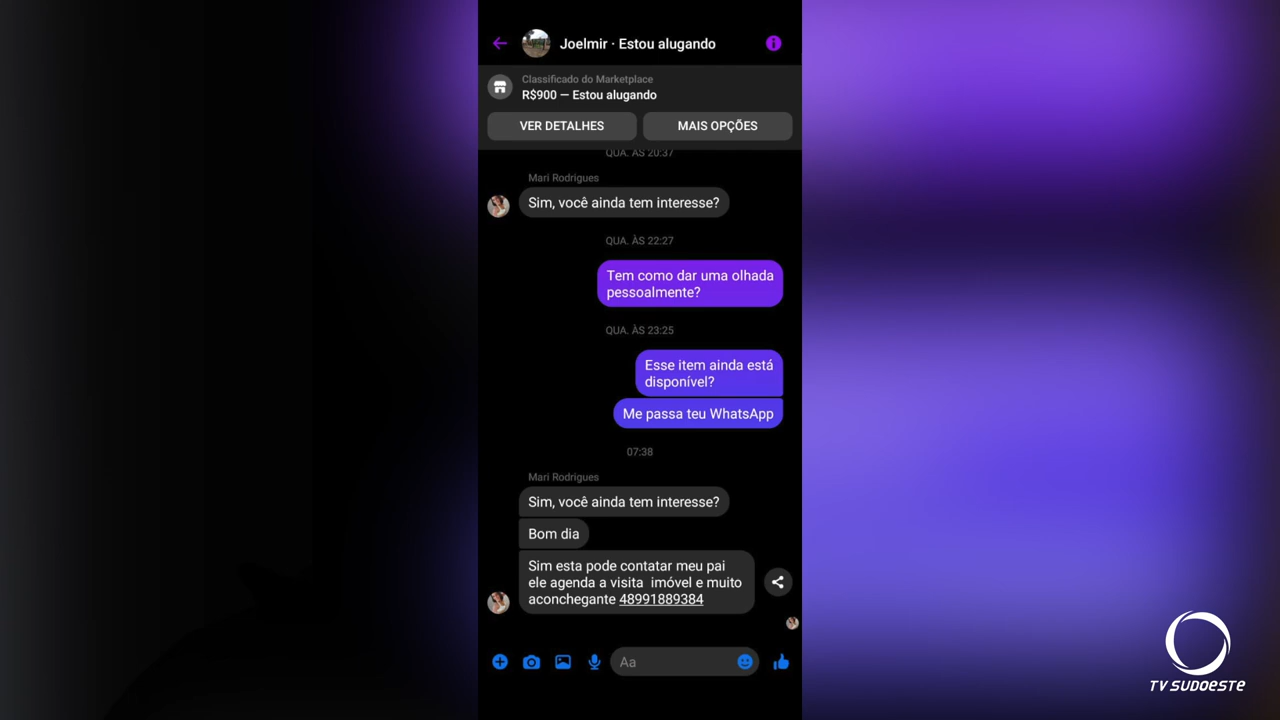 Joelmir · Estou alugando
Classificado do Marketplace
R$900 — Estou alugando
VER DETALHES
MAIS OPÇÕES
QUA. ÀS 20:37
Mari Rodrigues
Sim, você ainda tem interesse?
QUA. ÀS 22:27
Tem como dar uma olhada
pessoalmente?
QUA. ÀS 23:25
Esse item ainda está
disponível?
Me passa teu WhatsApp
07:38
Mari Rodrigues
Sim, você ainda tem interesse?
Bom dia
Sim esta pode contatar meu pai
ele agenda a visita  imóvel e muito
aconchegante 48991889384
Aa
TV SUDOESTE